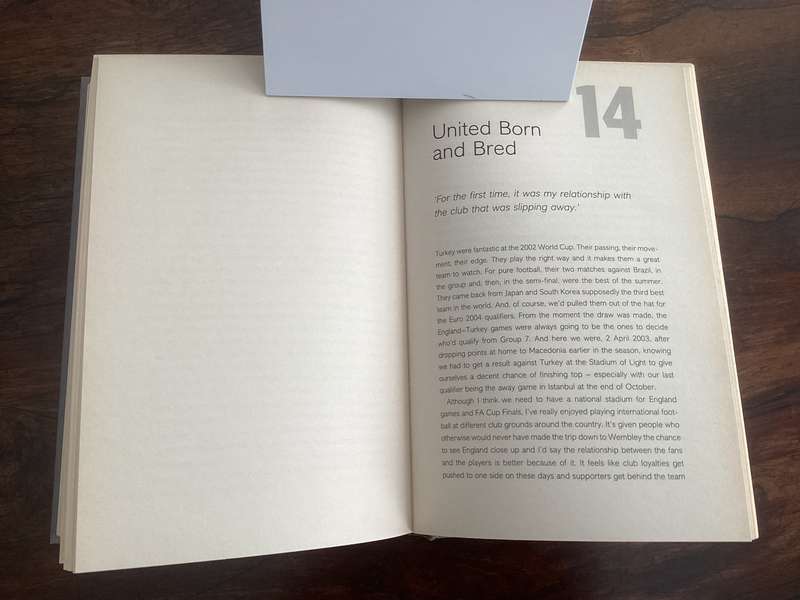 14
United Born
and Bred
'For the first time, it was my relationship with
the club that was slipping away.'
Turkey were fantastic at the 2002 World Cup. Their passing, their move-
ment, their edge. They play the right way and it makes them a great
team to watch. For pure football, their two matches against Brazil, in
the group and, then, in the semi-final, were the best of the summer.
They came back from Japan and South Korea supposedly the third best
team in the world. And, of course, we'd pulled them out of the hat for
the Euro 2004 qualifiers. From the moment the draw was made, the
England–Turkey games were always going to be the ones to decide
who'd qualify from Group 7. And here we were, 2 April 2003, after
dropping points at home to Macedonia earlier in the season, knowing
we had to get a result against Turkey at the Stadium of Light to give
ourselves a decent chance of finishing top – especially with our last
qualifier being the away game in Istanbul at the end of October.
Although I think we need to have a national stadium for England
games and FA Cup Finals, I've really enjoyed playing international foot-
ball at different club grounds around the country. It's given people who
otherwise would never have made the trip down to Wembley the chance
to see England close up and I'd say the relationship between the fans
and the players is better because of it. It feels like club loyalties get
pushed to one side on these days and supporters get behind the team